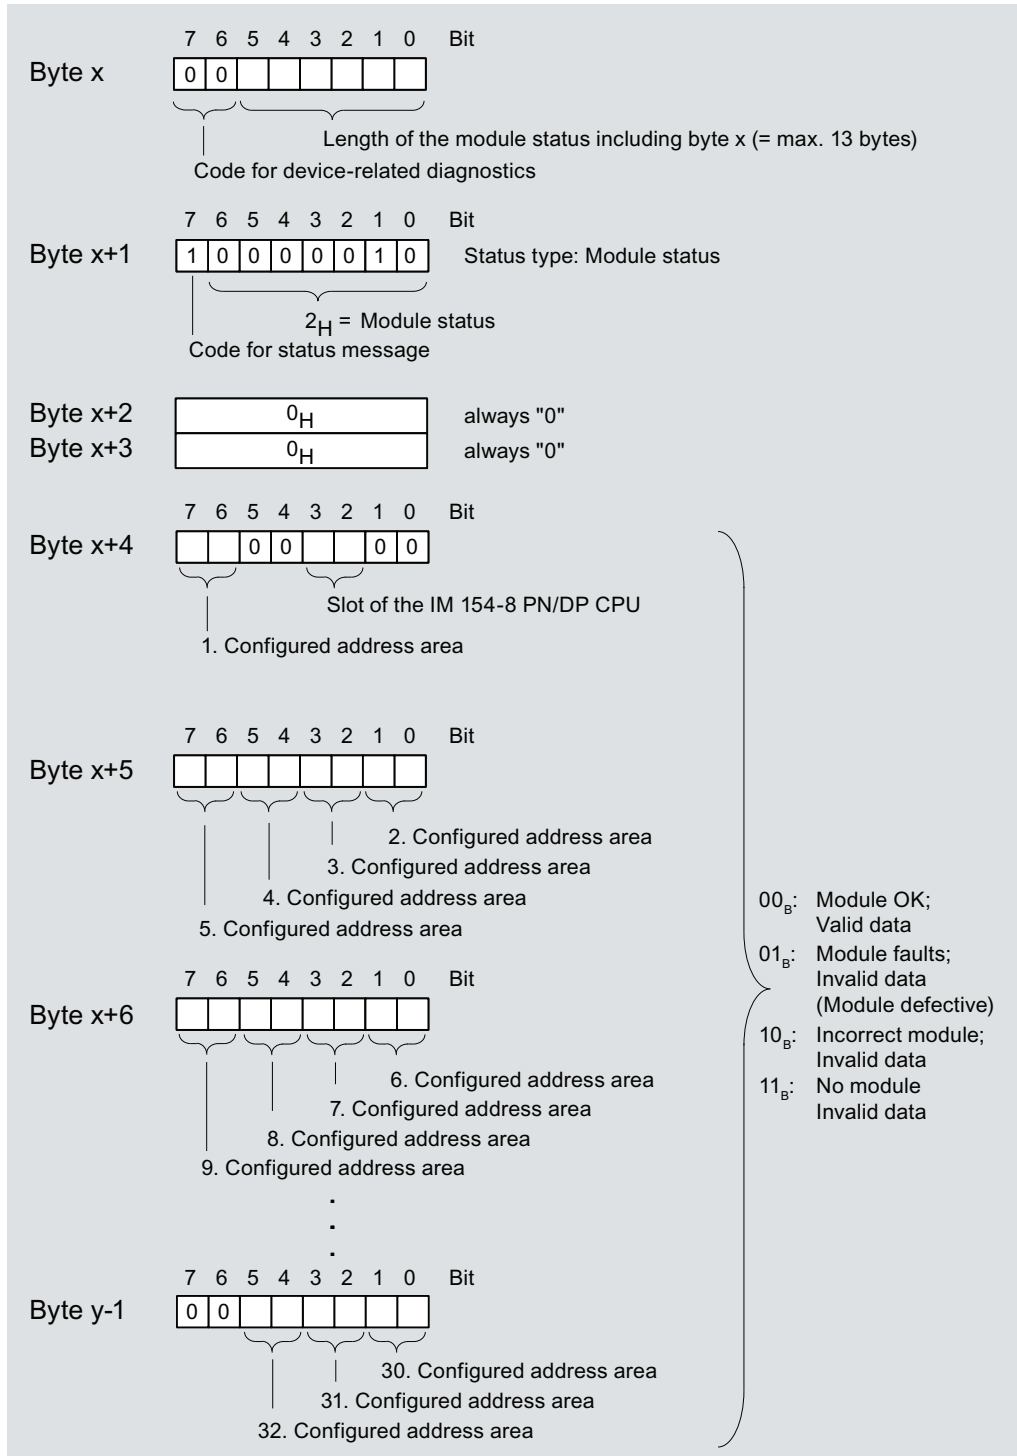 7 6 5 4 3 2 1 0 Bit
Byte x 0 0
Length of the module status including byte x (= max. 13 bytes)
Code for device-related diagnostics
7 6 5 4 3 2 1 0 Bit
Byte x+1 1 0 0 0 0 0 1 0 Status type: Module status
2H = Module status
Code for status message
Byte x+2 0H always "0"
Byte x+3 0H always "0"
7 6 5 4 3 2 1 0 Bit
Byte x+4 0 0 0 0
Slot of the IM 154-8 PN/DP CPU
1. Configured address area
7 6 5 4 3 2 1 0 Bit
Byte x+5
2. Configured address area
3. Configured address area
4. Configured address area
5. Configured address area
7 6 5 4 3 2 1 0 Bit
Byte x+6
6. Configured address area
7. Configured address area
8. Configured address area
9. Configured address area
.
.
.
7 6 5 4 3 2 1 0 Bit
Byte y-1 0 0
30. Configured address area
31. Configured address area
32. Configured address area
00B: Module OK;
Valid data
01B: Module faults;
Invalid data
(Module defective)
10B: Incorrect module;
Invalid data
11B: No module
Invalid data